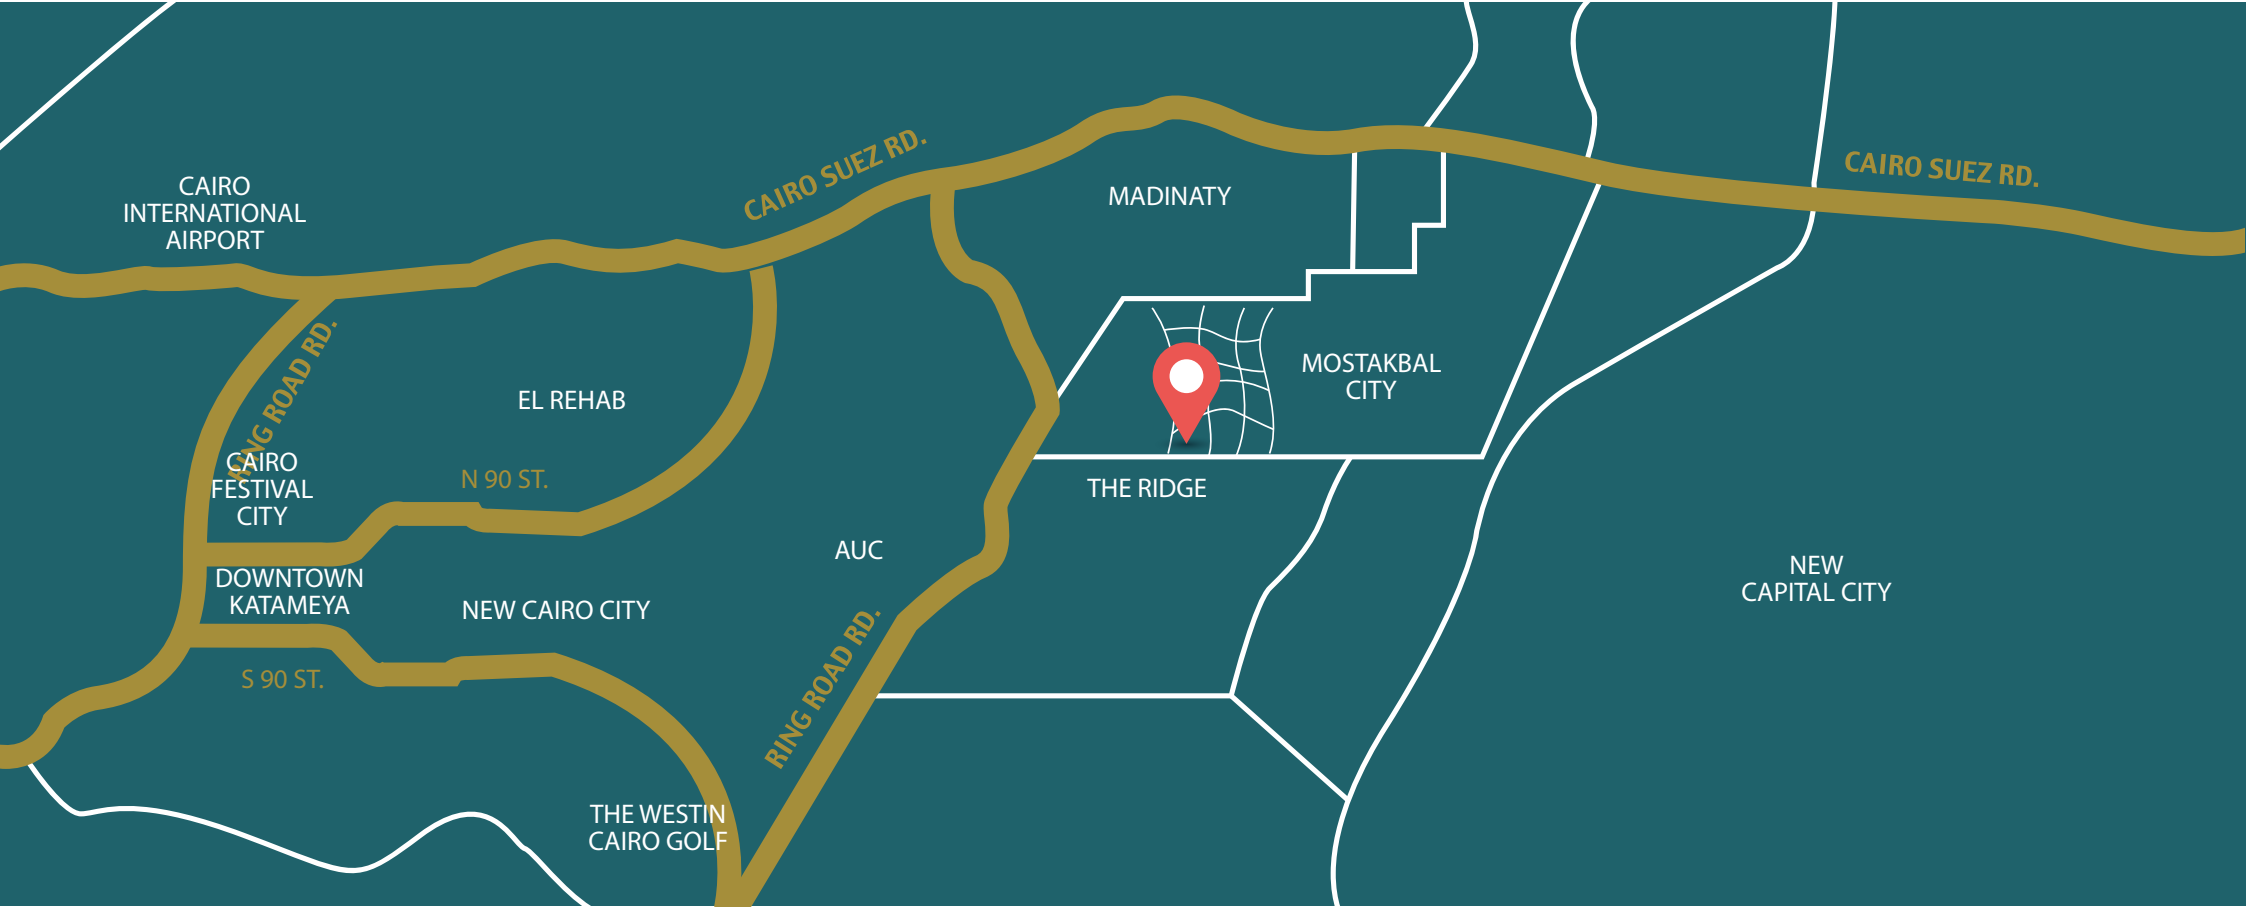 CAIRO SUEZ RD.
CAIRO SUEZ RD.
CAIRO
INTERNATIONAL
AIRPORT
MADINATY
RING ROAD RD.
MOSTAKBAL
CITY
EL REHAB
CAIRO
FESTIVAL
CITY
N 90 ST.
THE RIDGE
AUC
DOWNTOWN
KATAMEYA
NEW CAIRO CITY
NEW
CAPITAL CITY
S 90 ST.
RING ROAD RD.
THE WESTIN
CAIRO GOLF